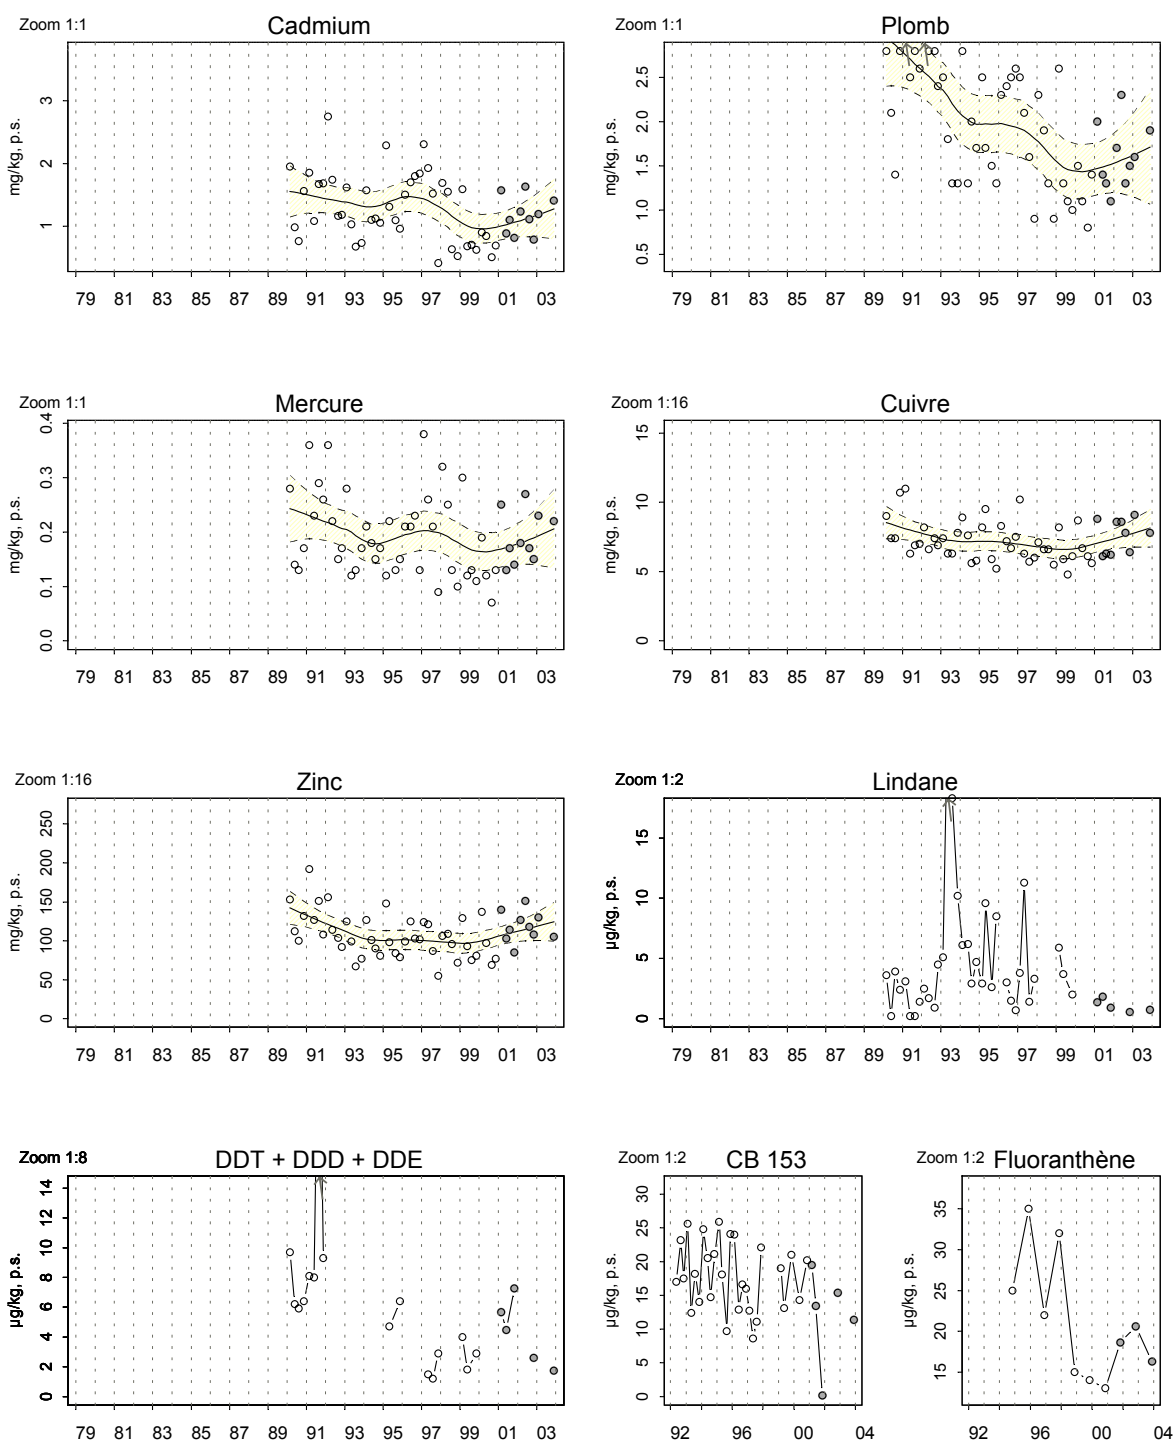 Zoom 1:1
Cadmium
mg/kg, p.s.
3
2
1
79 81 83 85 87 89 91 93 95 97 99 01 03
Zoom 1:1
Plomb
mg/kg, p.s.
2.5
2.0
1.5
1.0
0.5
79 81 83 85 87 89 91 93 95 97 99 01 03
Zoom 1:1
Mercure
mg/kg, p.s.
0.4
0.3
0.2
0.1
0.0
79 81 83 85 87 89 91 93 95 97 99 01 03
Zoom 1:16
Cuivre
mg/kg, p.s.
15
10
5
0
79 81 83 85 87 89 91 93 95 97 99 01 03
Zoom 1:16
Zinc
mg/kg, p.s.
250
200
150
100
50
0
79 81 83 85 87 89 91 93 95 97 99 01 03
Zoom 1:2
Lindane
µg/kg, p.s.
15
10
5
0
79 81 83 85 87 89 91 93 95 97 99 01 03
Zoom 1:8
DDT + DDD + DDE
µg/kg, p.s.
14
12
10
8
6
4
2
0
79 81 83 85 87 89 91 93 95 97 99 01 03
Zoom 1:2
CB 153
µg/kg, p.s.
30
25
20
15
10
5
0
92 96 00 04
Zoom 1:2
Fluoranthène
µg/kg, p.s.
35
30
25
20
15
92 96 00 04